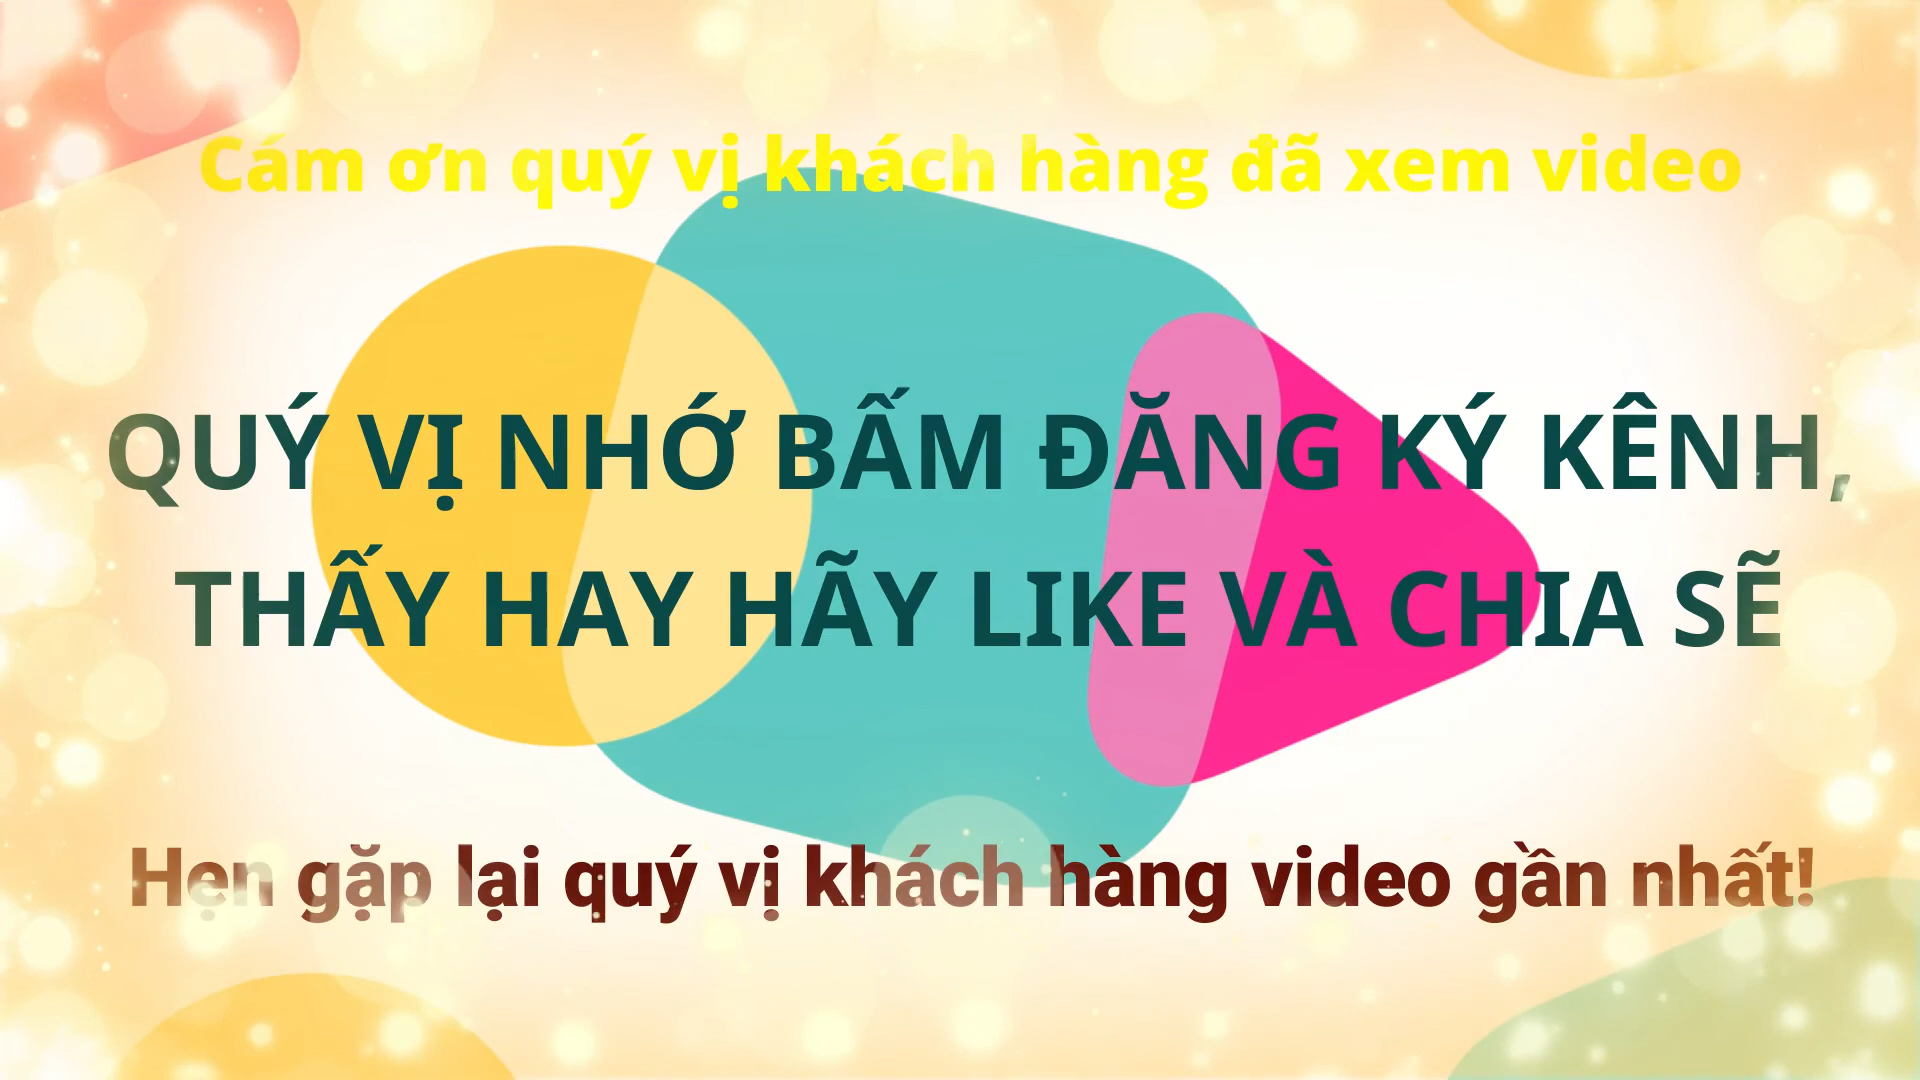 Cám ơn quý vị khách hàng đã xem video
QUÝ VỊ NHỚ BẤM ĐĂNG KÝ KÊNH,
THẤY HAY HÃY LIKE VÀ CHIA SẼ
Hẹn gặp lại quý vị khách hàng video gần nhất!